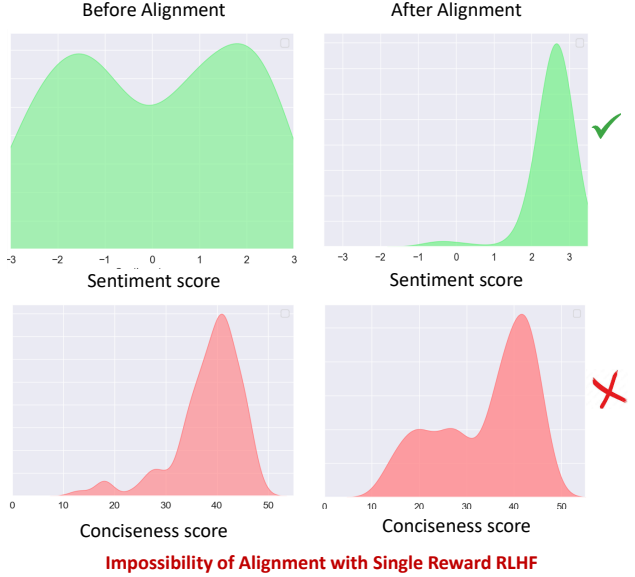 Before Alignment
After Alignment
-3 -2 -1 0 1 2 3
-3 -2 -1 0 1 2 3
Sentiment score
Sentiment score
0 10 20 30 40 50
0 10 20 30 40 50
Conciseness score
Conciseness score
Impossibility of Alignment with Single Reward RLHF